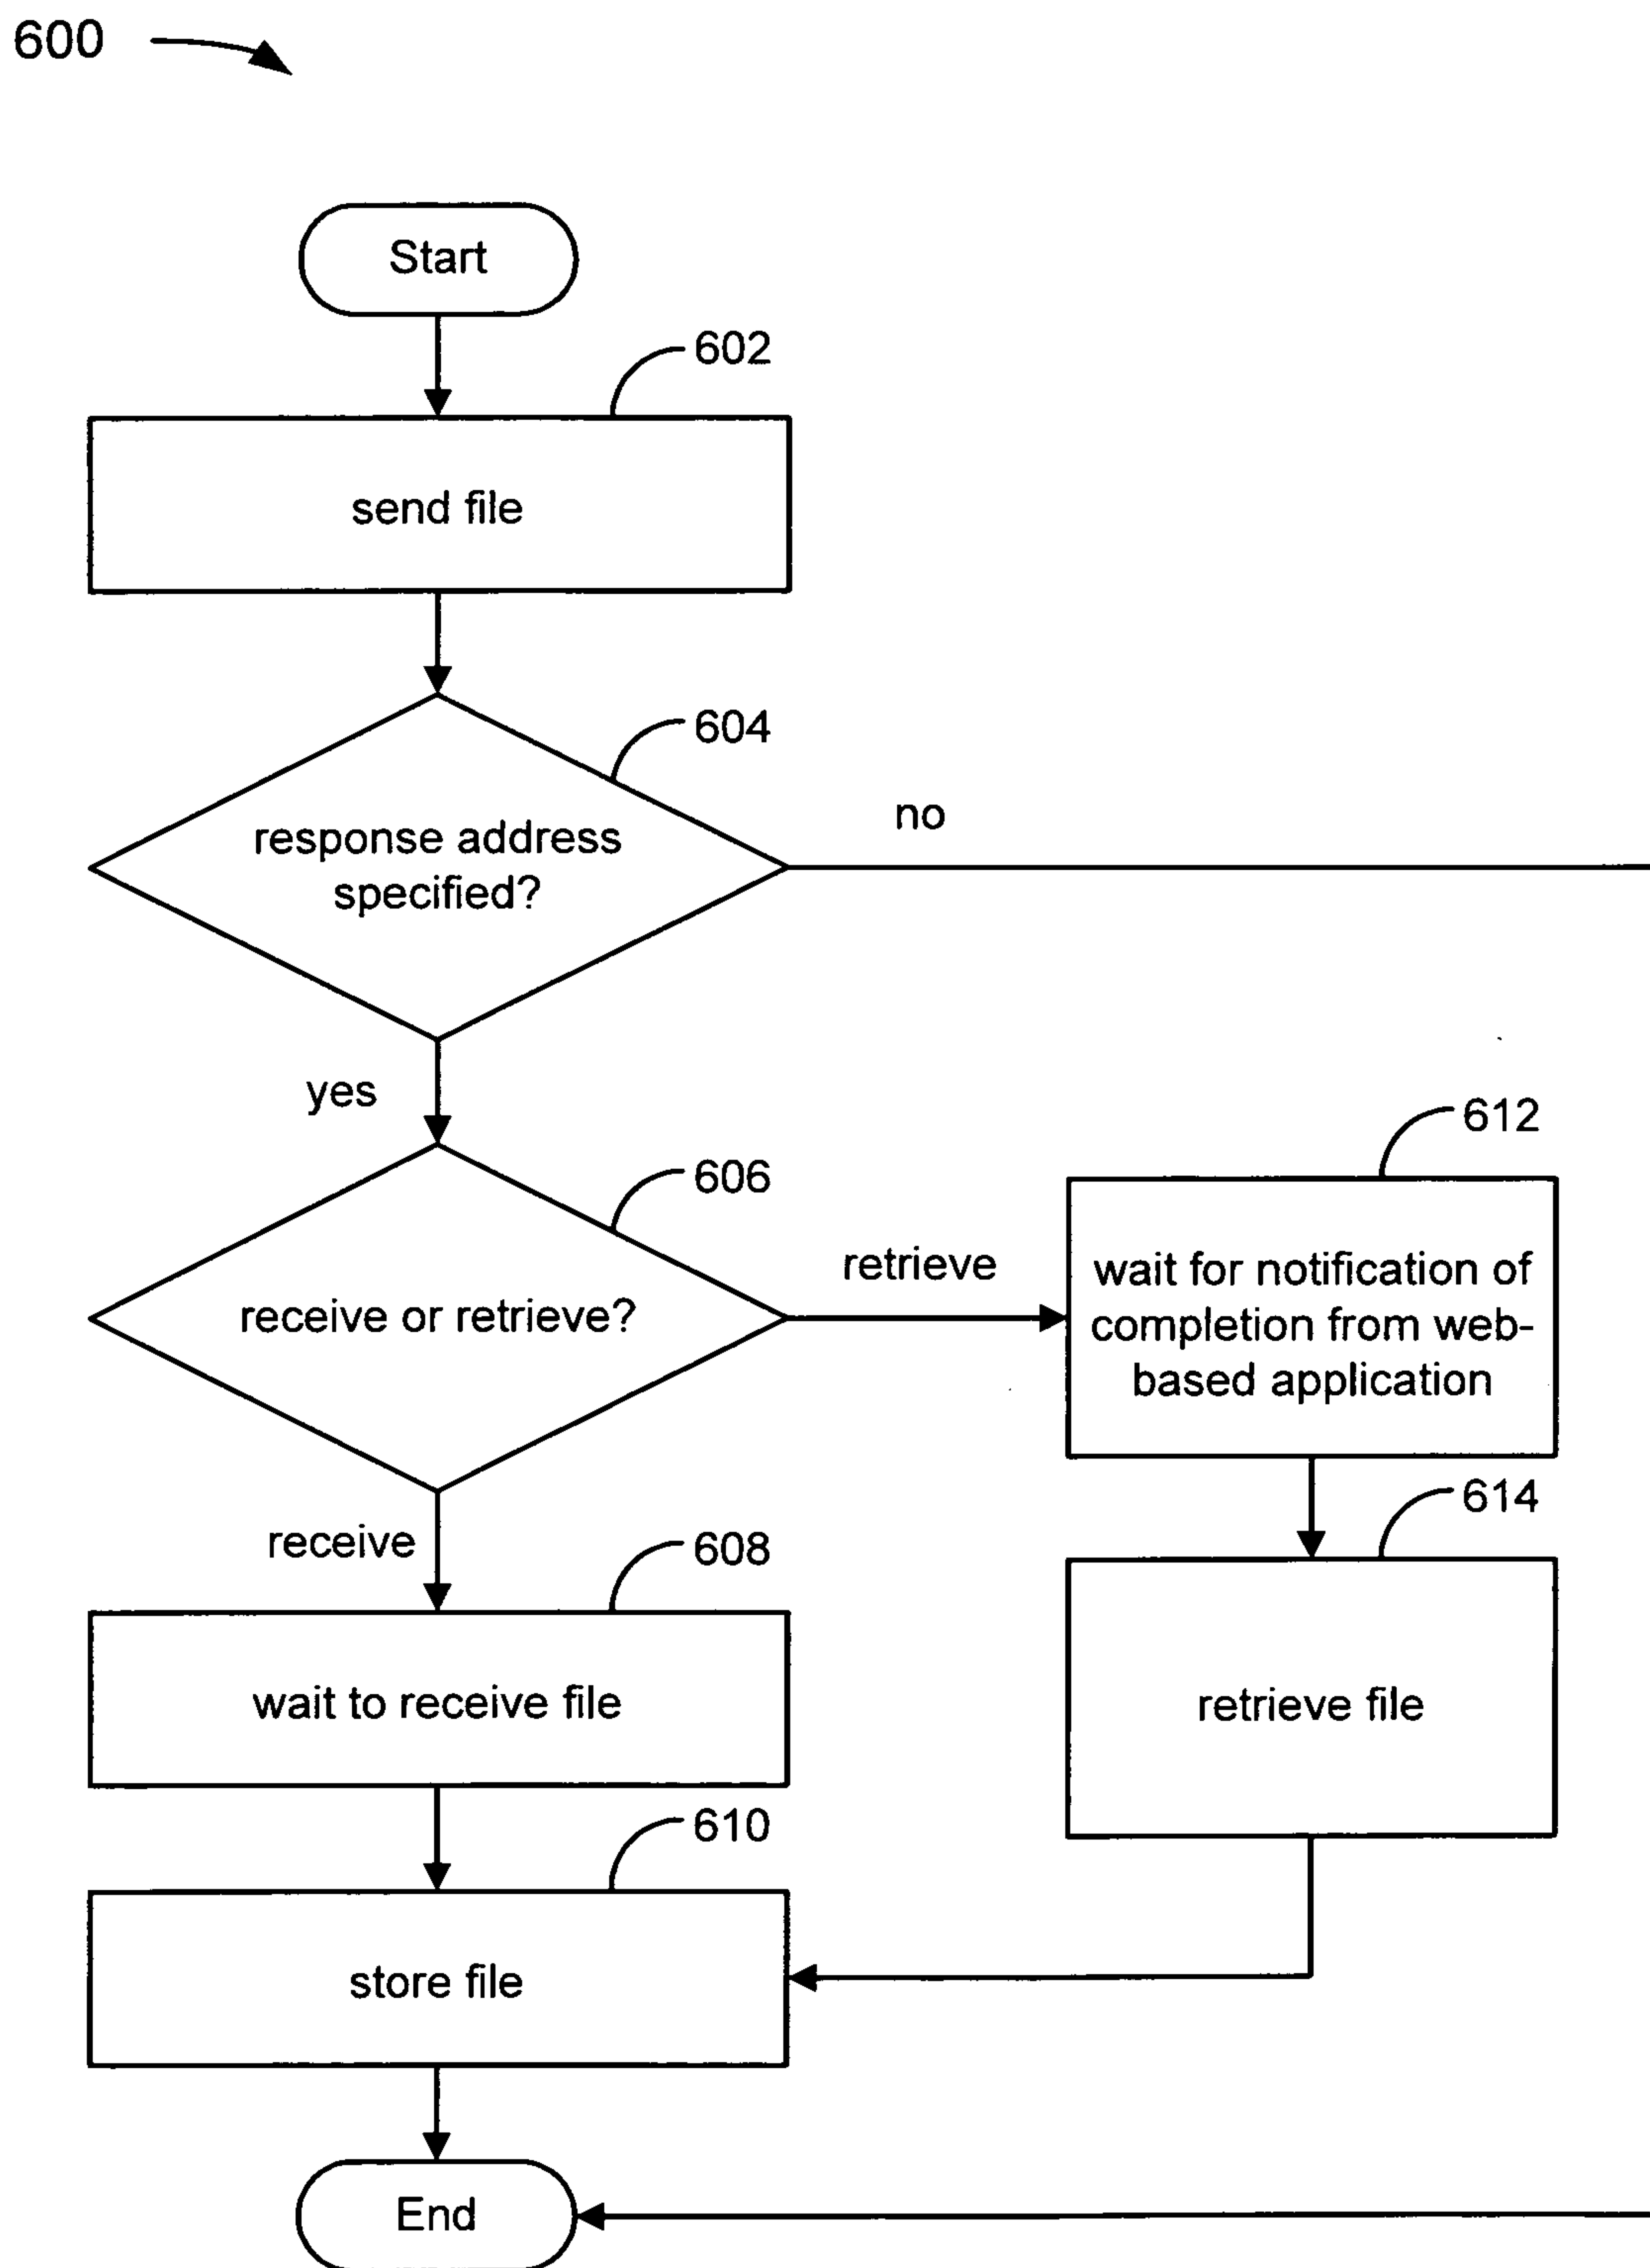 600
Start
602
send file
604
response address
specified?
no
yes
606
receive or retrieve?
retrieve
612
wait for notification of
completion from web-
based application
receive
608
wait to receive file
614
retrieve file
610
store file
End